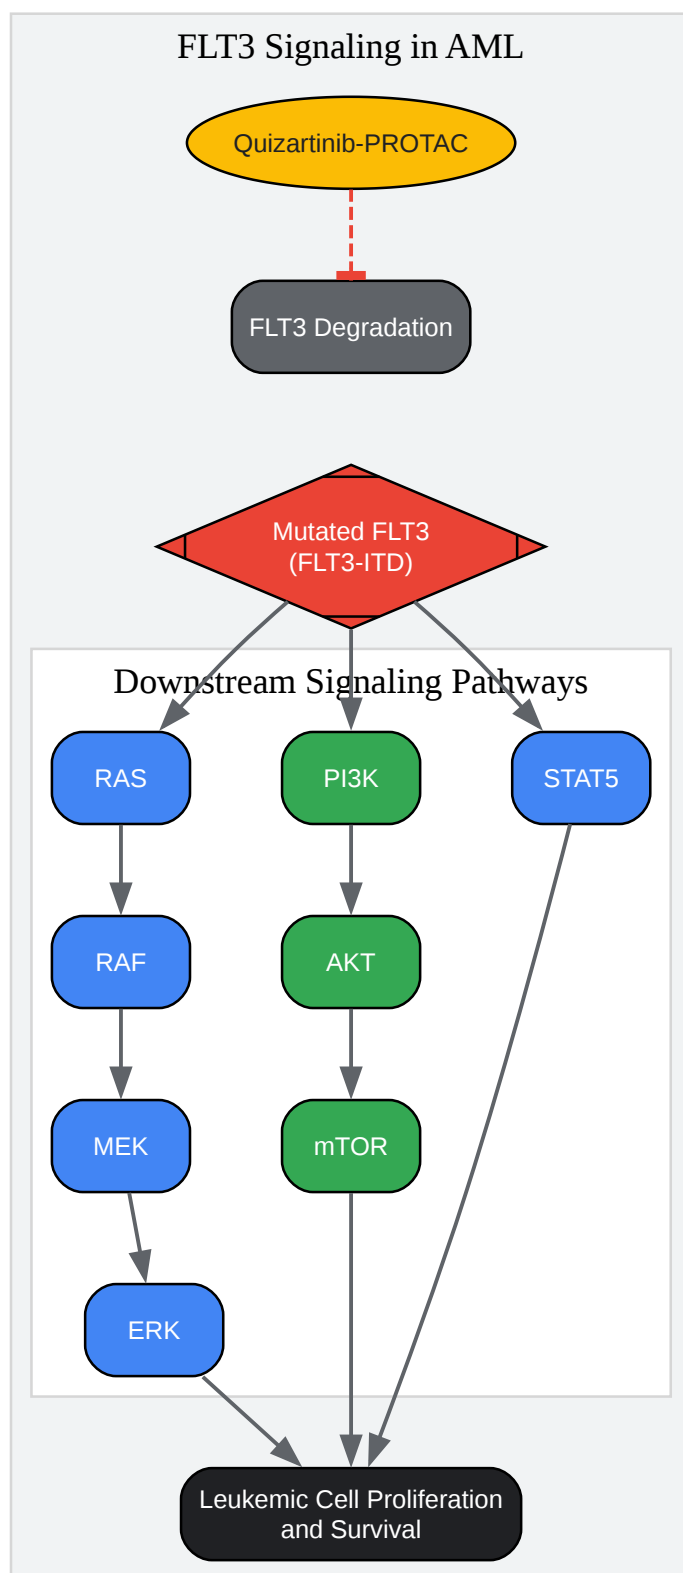 FLT3 Signaling in AML
Quizartinib-PROTAC
FLT3 Degradation
Mutated FLT3
(FLT3-ITD)
Downstream Signaling Pathways
RAS
PI3K
STAT5
RAF
AKT
MEK
mTOR
ERK
Leukemic Cell Proliferation
and Survival